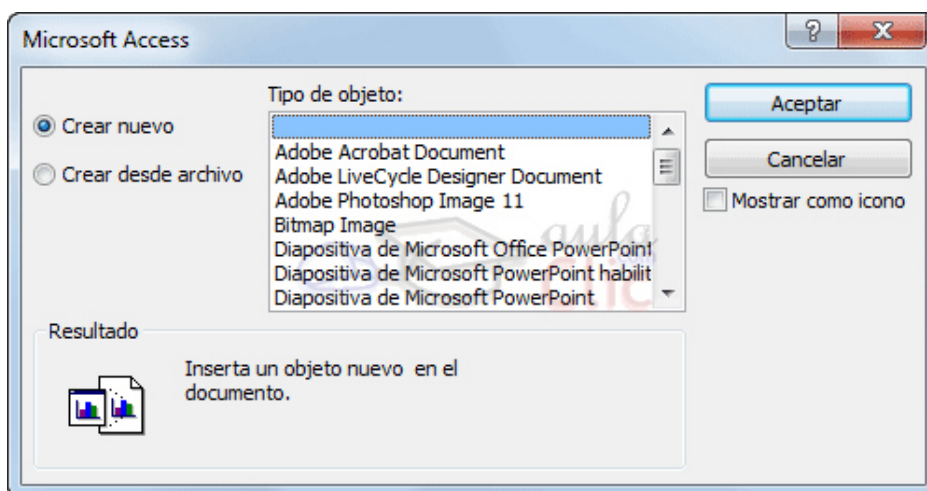 Microsoft Access
Tipo de objeto:
Crear nuevo
Crear desde archivo
Adobe Acrobat Document
Adobe LiveCycle Designer Document
Adobe Photoshop Image 11
Bitmap Image
Diapositiva de Microsoft Office PowerPoint
Diapositiva de Microsoft PowerPoint habilit
Diapositiva de Microsoft PowerPoint
Aceptar
Cancelar
Mostrar como icono
Resultado
Inserta un objeto nuevo en el
documento.
aula
clic